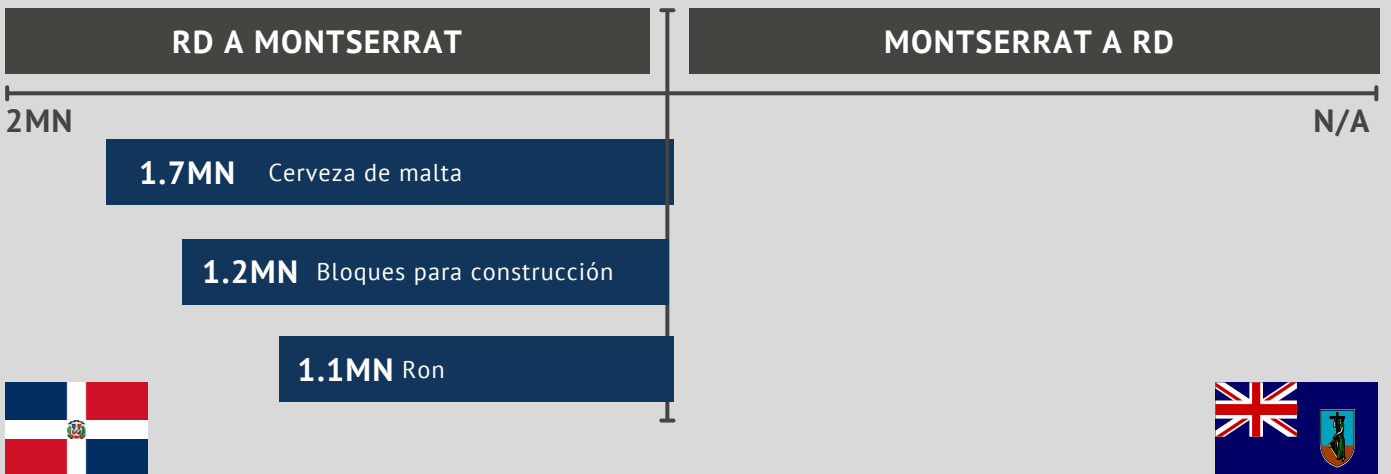 RD A MONTSERRAT
MONTSERRAT A RD
2MN
N/A
1.7MN Cerveza de malta
1.2MN Bloques para construcción
1.1MN Ron